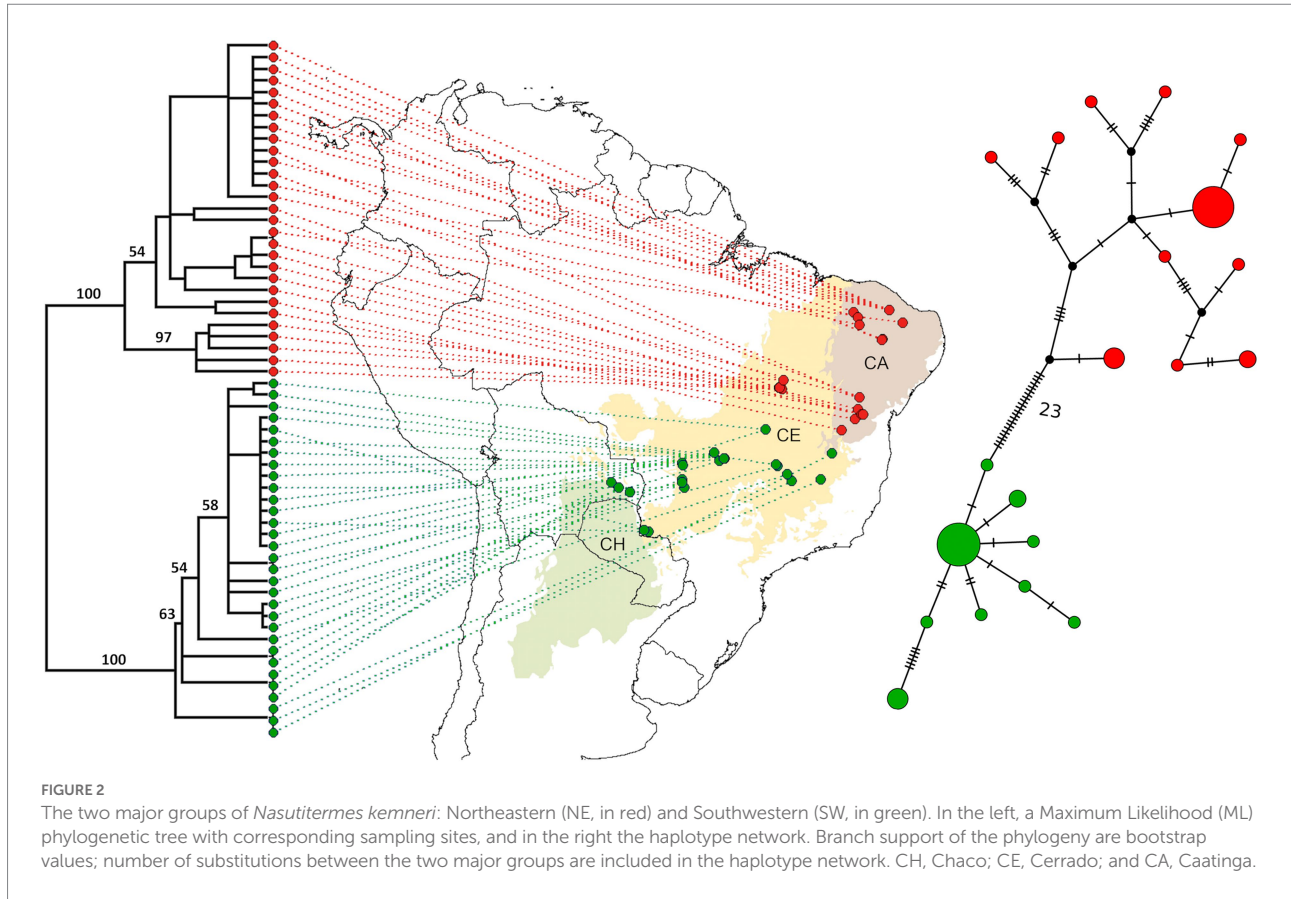 54
100
97
58
54
63
100
CA
CE
CH
23
FIGURE 2
The two major groups of Nasutitermes kemneri: Northeastern (NE, in red) and Southwestern (SW, in green). In the left, a Maximum Likelihood (ML)
phylogenetic tree with corresponding sampling sites, and in the right the haplotype network. Branch support of the phylogeny are bootstrap
values; number of substitutions between the two major groups are included in the haplotype network. CH, Chaco; CE, Cerrado; and CA, Caatinga.